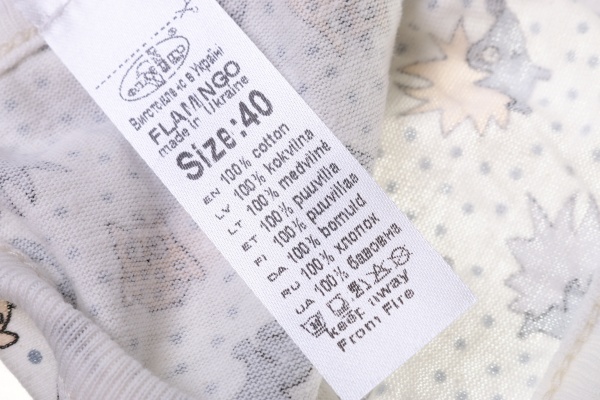 Виготовлено в Україні
FLAMINGO
made in Ukraine
Size:40
EN 100% cotton
LV 100% kokvilna
LT 100% medvilnė
ET 100% puuvilla
FI 100% puuvillaa
DA 100% bomuld
RU 100% хлопок
UA 100% бавовна
keep away
From Fire